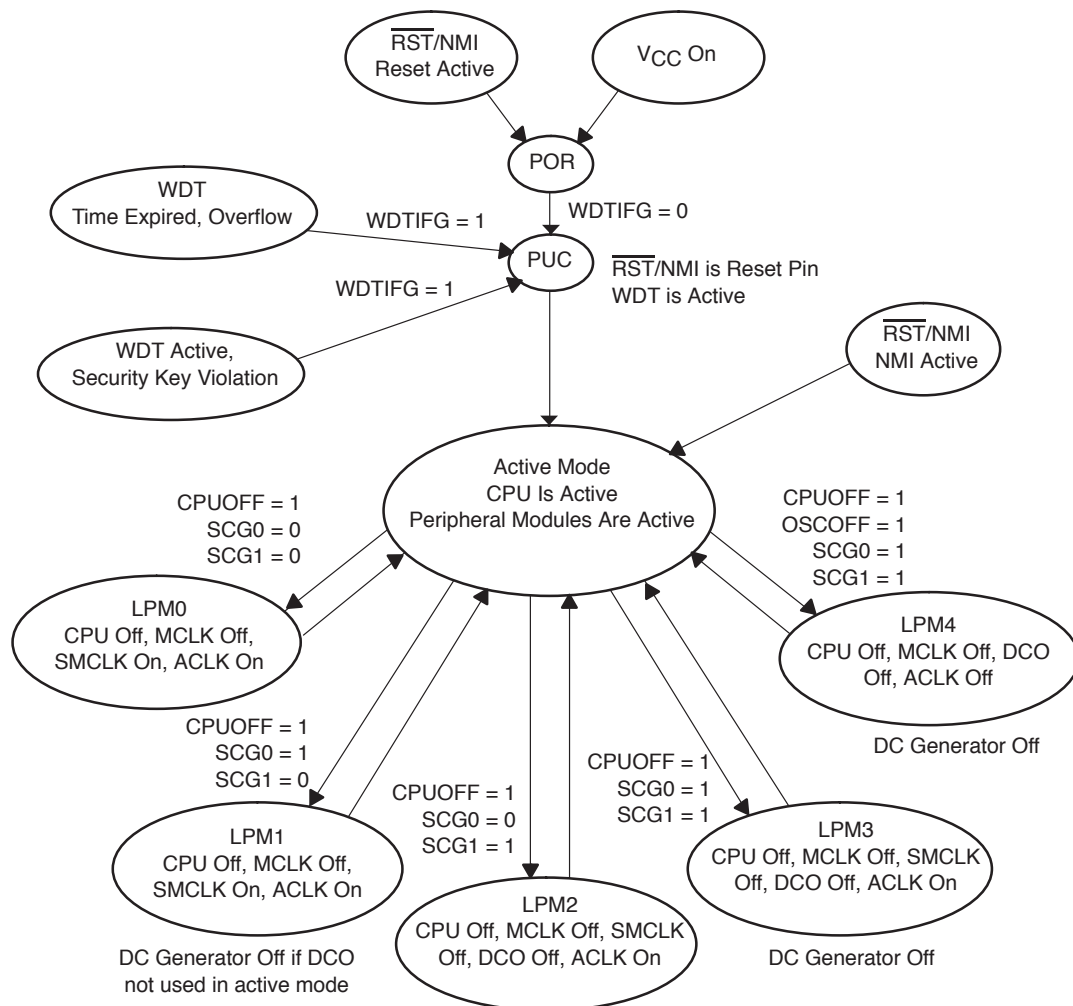 RST/NMI
Reset Active
VCC On
POR
WDT
Time Expired, Overflow
WDTIFG = 1
WDTIFG = 0
PUC
RST/NMI is Reset Pin
WDT is Active
WDTIFG = 1
WDT Active,
Security Key Violation
RST/NMI
NMI Active
Active Mode
CPU Is Active
Peripheral Modules Are Active
CPUOFF = 1
SCG0 = 0
SCG1 = 0
CPUOFF = 1
OSCOFF = 1
SCG0 = 1
SCG1 = 1
LPM0
CPU Off, MCLK Off,
SMCLK On, ACLK On
LPM4
CPU Off, MCLK Off, DCO
Off, ACLK Off
DC Generator Off
CPUOFF = 1
SCG0 = 1
SCG1 = 0
CPUOFF = 1
SCG0 = 0
SCG1 = 1
CPUOFF = 1
SCG0 = 1
SCG1 = 1
LPM1
CPU Off, MCLK Off,
SMCLK On, ACLK On
DC Generator Off if DCO
not used in active mode
LPM2
CPU Off, MCLK Off, SMCLK
Off, DCO Off, ACLK On
LPM3
CPU Off, MCLK Off, SMCLK
Off, DCO Off, ACLK On
DC Generator Off